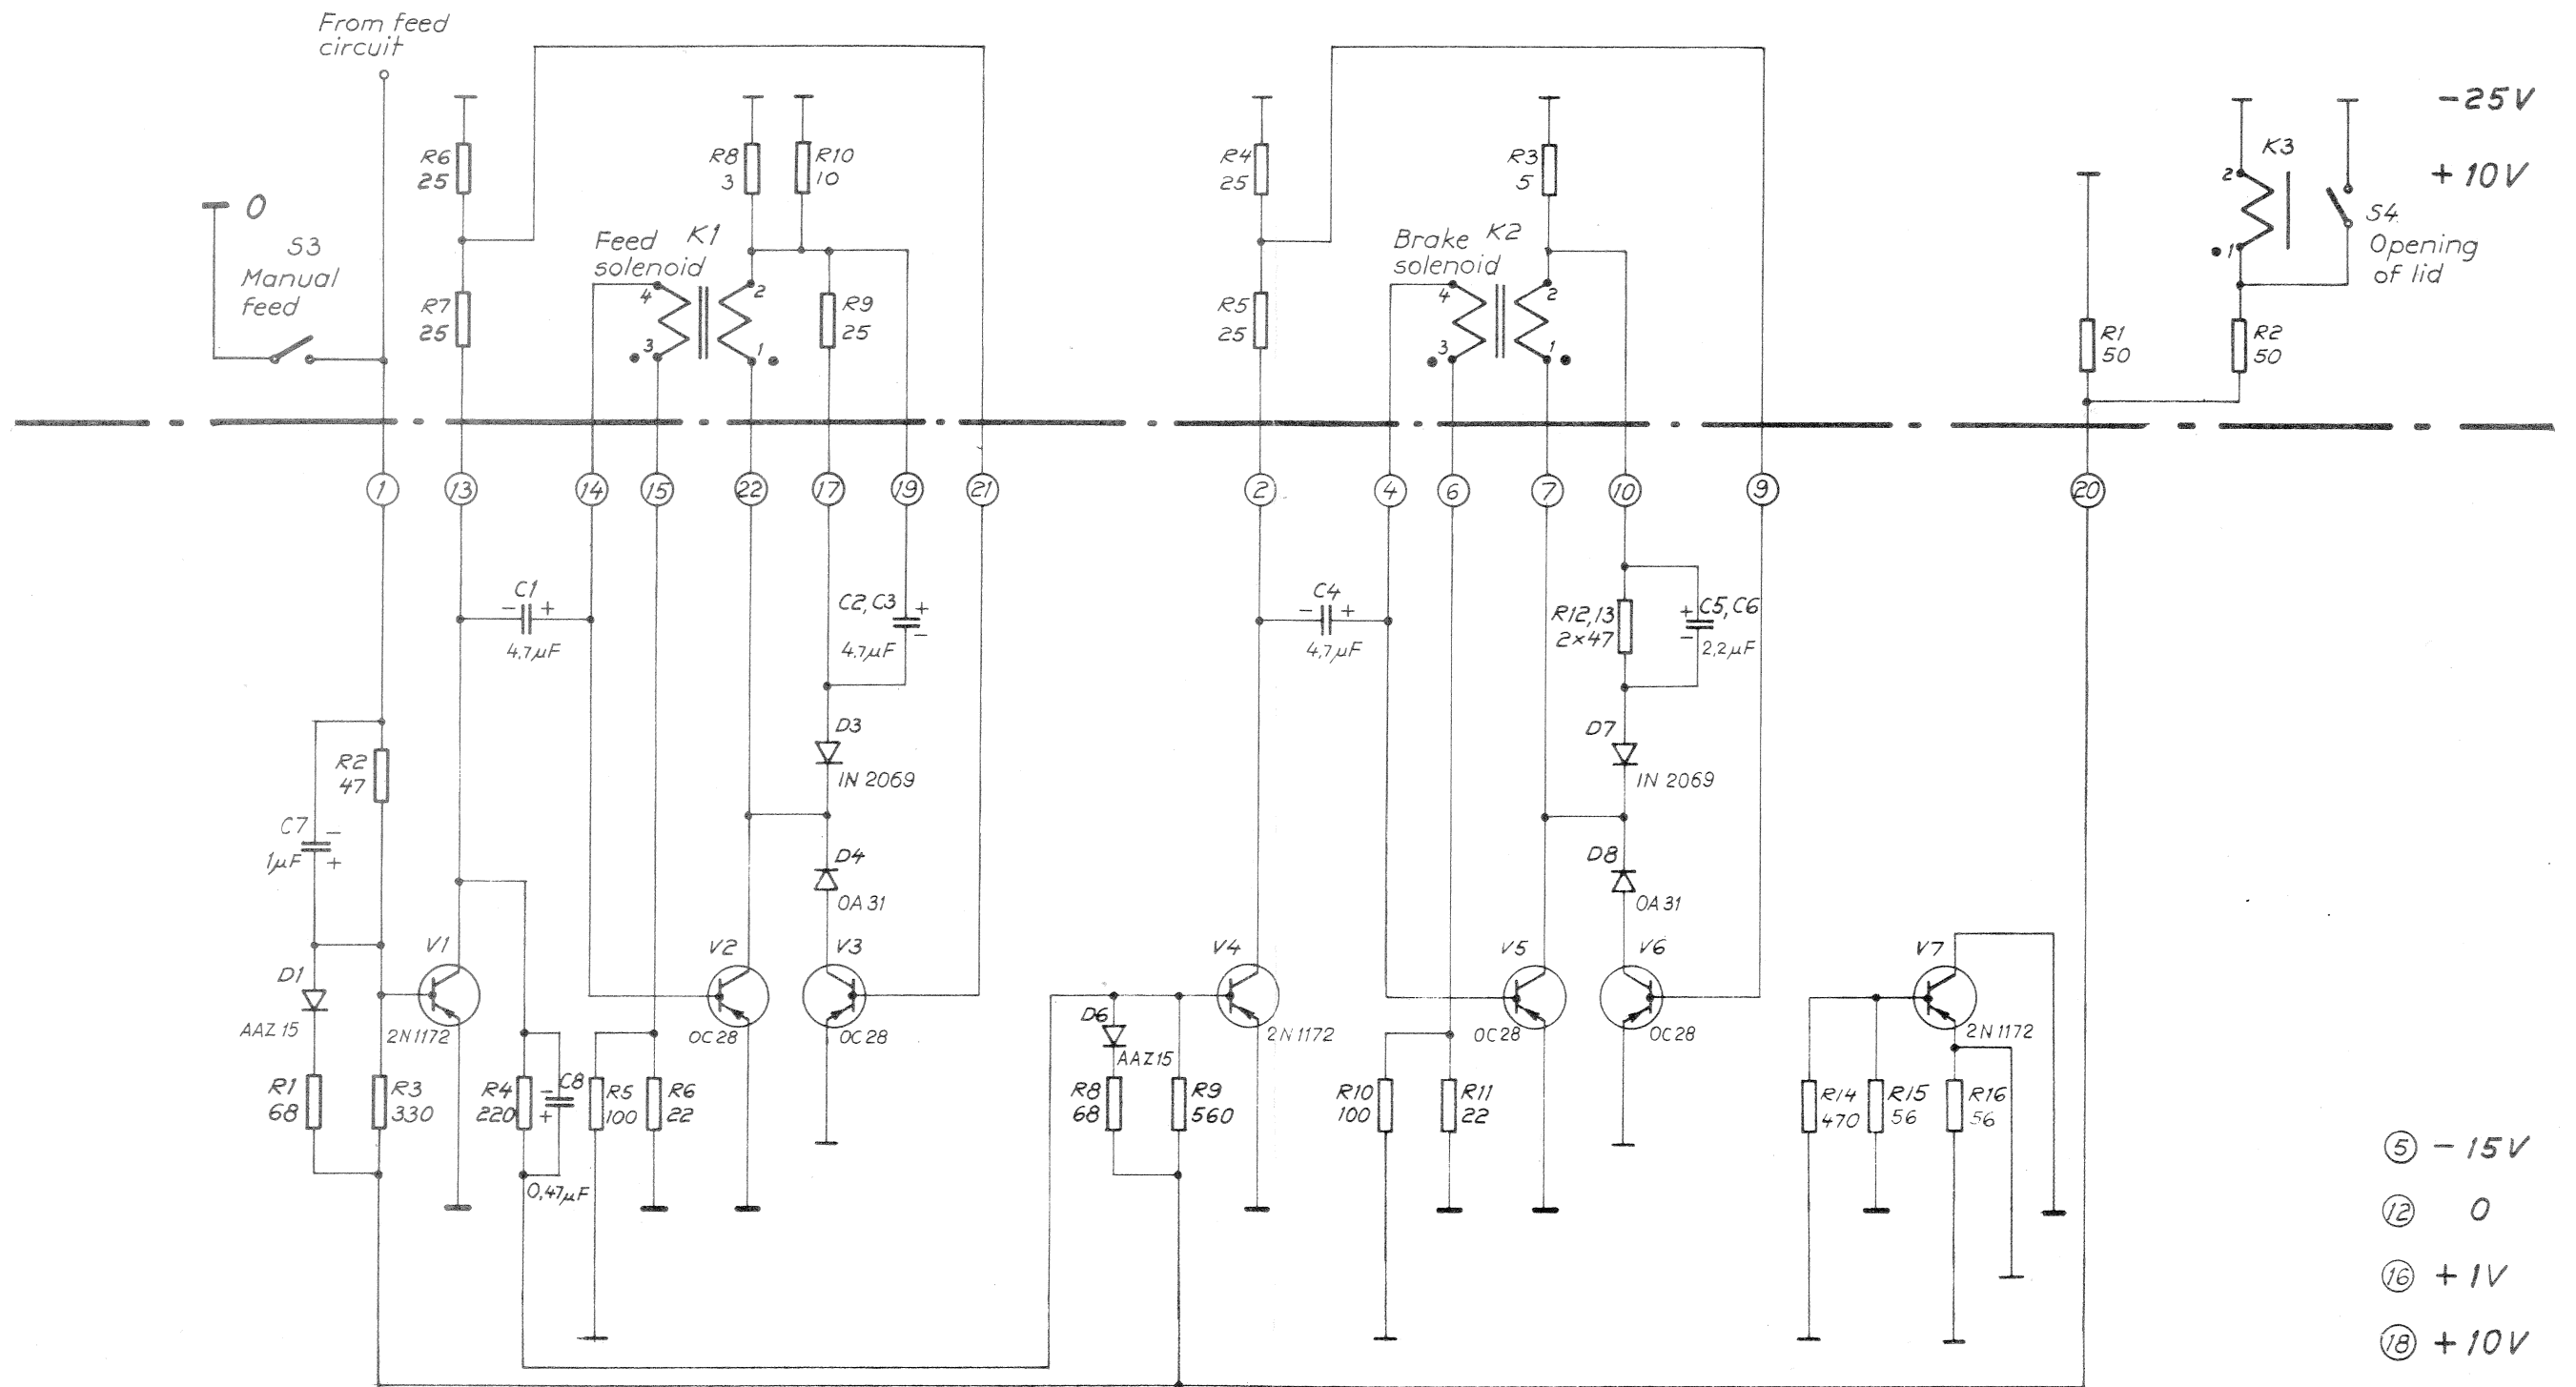 From feed
circuit
-25V
+10V
R6
25
R8
3
R10
10
R4
25
R3
5
K3
2
1
S4
Opening
of lid
0
S3
Manual
feed
R7
25
Feed
solenoid
K1
4
3
2
1
R9
25
R5
25
Brake
solenoid
K2
4
3
2
1
R1
50
R2
50
1
13
14
15
22
17
19
21
2
4
6
7
10
9
20
C1
- +
4,7µF
C2, C3
+
-
4,7µF
C4
- +
4,7µF
R12,13
2×47
+
-
C5, C6
2,2µF
R2
47
D3
IN 2069
D7
IN 2069
C7
1µF
-
+
D4
OA 31
D8
OA 31
D1
AAZ 15
V1
2N1172
V2
OC28
V3
OC28
D6
AAZ15
V4
2N1172
V5
OC28
V6
OC28
V7
2N1172
R1
68
R3
330
R4
220
-
+
C8
0,47µF
R5
100
R6
22
R8
68
R9
560
R10
100
R11
22
R14
470
R15
56
R16
56
5 -15V
12 0
16 +1V
18 +10V